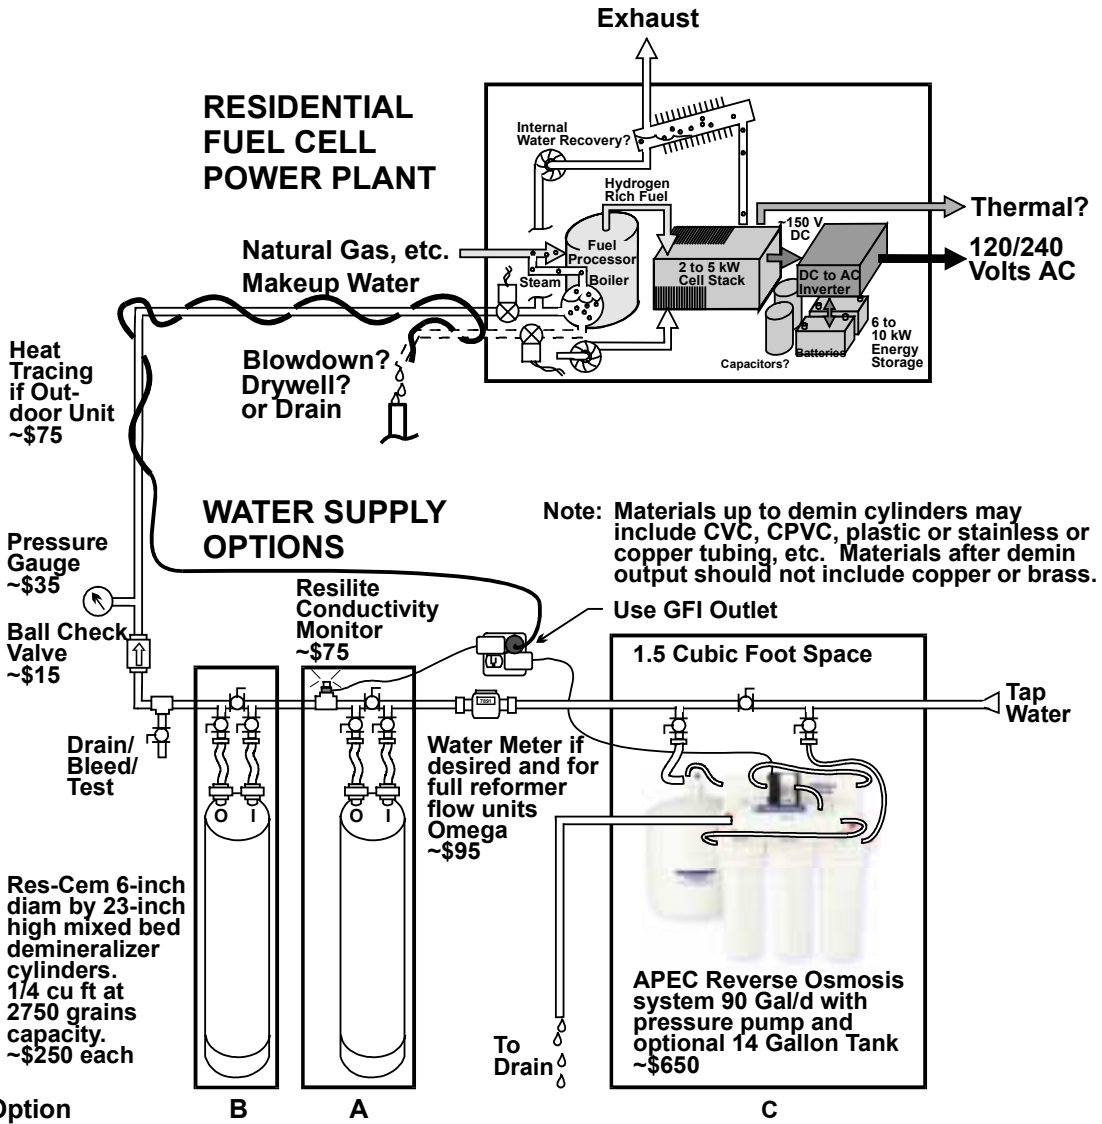 Exhaust
RESIDENTIAL
FUEL CELL
POWER PLANT
Internal
Water Recovery?
Hydrogen
Rich Fuel
Thermal?
~150 V
DC
Natural Gas, etc.
Fuel
Processor
120/240
Volts AC
2 to 5 kW
Cell Stack
DC to AC
Inverter
Makeup Water
Steam
Boiler
6 to
10 kW
Energy
Storage
Batteries
Capacitors?
Heat
Tracing
if Out-
door Unit
~$75
Blowdown?
Drywell?
or Drain
WATER SUPPLY
OPTIONS
Note: Materials up to demin cylinders may
include CVC, CPVC, plastic or stainless or
copper tubing, etc. Materials after demin
output should not include copper or brass.
Pressure
Gauge
~$35
Resilite
Conductivity
Monitor
~$75
Use GFI Outlet
Ball Check
Valve
~$15
1.5 Cubic Foot Space
7891
Tap
Water
Drain/
Bleed/
Test
Water Meter if
desired and for
full reformer
flow units
Omega
~$95
O I
O I
Res-Cem 6-inch
diam by 23-inch
high mixed bed
demineralizer
cylinders.
1/4 cu ft at
2750 grains
capacity.
~$250 each
APEC Reverse Osmosis
system 90 Gal/d with
pressure pump and
optional 14 Gallon Tank
~$650
To
Drain
Option
B
A
C